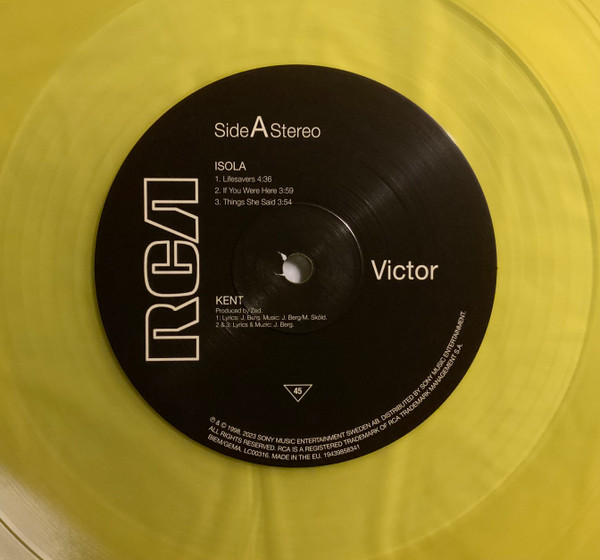 Side A Stereo
ISOLA
1. Lifesavers 4:36
2. If You Were Here 3:59
3. Things She Said 3:54
RCA
Victor
KENT
Produced by Zed.
1: Lyrics: J. Berg. Music: J. Berg/M. Sköld.
2 & 3: Lyrics & Music: J. Berg.
45
℗ & © 1998, 2023 SONY MUSIC ENTERTAINMENT SWEDEN AB. DISTRIBUTED BY SONY MUSIC ENTERTAINMENT.
ALL RIGHTS RESERVED. RCA IS A REGISTERED TRADEMARK OF RCA TRADEMARK MANAGEMENT S.A.
BIEM/GEMA, LC00316. MADE IN THE EU. 19439858341